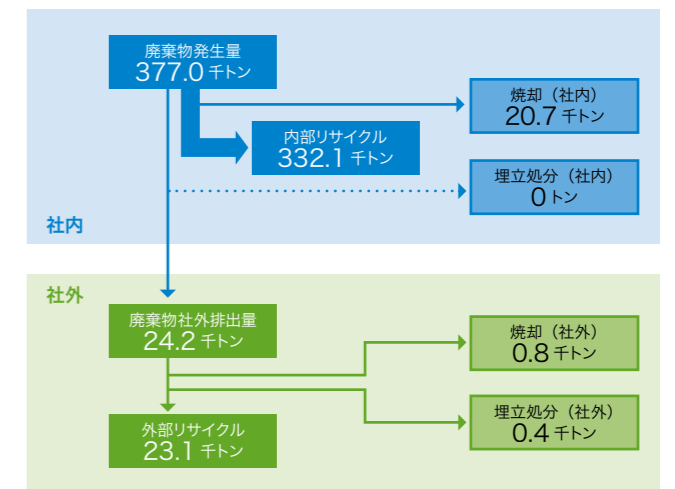 廃棄物発生量
377.0 千トン
焼却（社内）
20.7 千トン
内部リサイクル
332.1 千トン
埋立処分（社内）
0 トン
社内
社外
廃棄物社外排出量
24.2 千トン
焼却（社外）
0.8 千トン
埋立処分（社外）
0.4 千トン
外部リサイクル
23.1 千トン